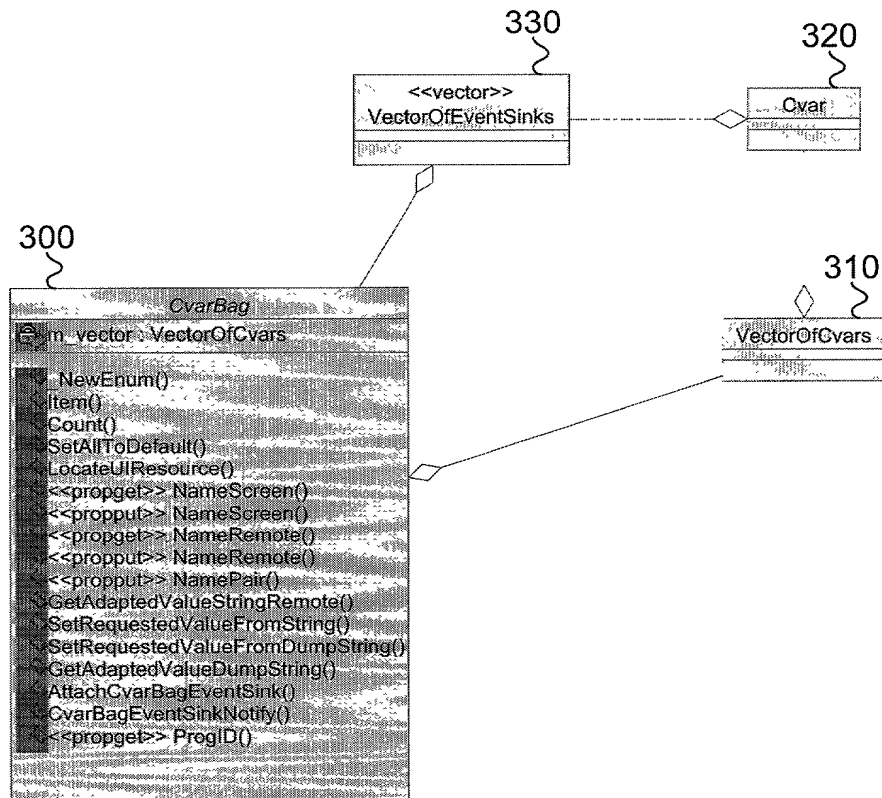 330
320
<<vector>>
VectorOfEventSinks
Cvar
300
310
CvarBag
m_vector : VectorOfCvars
VectorOfCvars
_NewEnum()
Item()
Count()
SetAllToDefault()
LocateUIResource()
<<propget>> NameScreen()
<<propput>> NameScreen()
<<propget>> NameRemote()
<<propput>> NameRemote()
<<propput>> NamePair()
GetAdaptedValueStringRemote()
SetRequestedValueFromString()
SetRequestedValueFromDumpString()
GetAdaptedValueDumpString()
AttachCvarBagEventSink()
CvarBagEventSinkNotify()
<<propget>> ProgID()